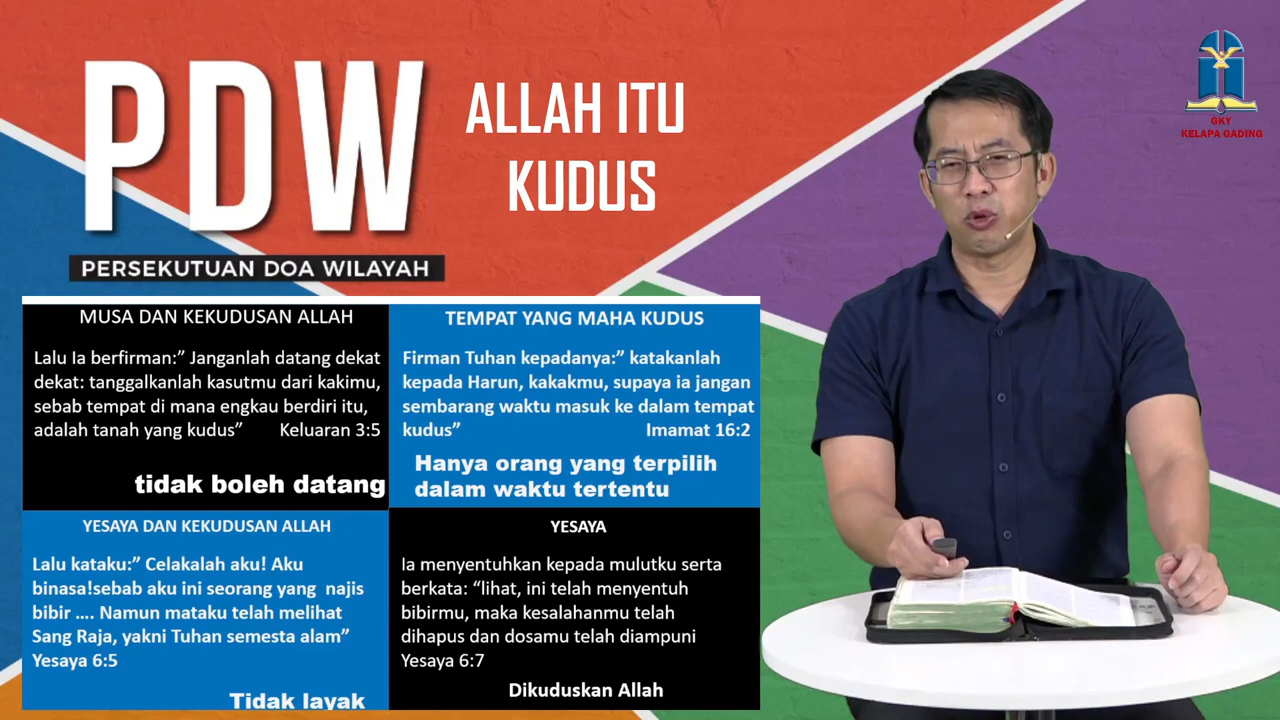 PDW
PERSEKUTUAN DOA WILAYAH
ALLAH ITU
KUDUS
GKY
KELAPA GADING
MUSA DAN KEKUDUSAN ALLAH
Lalu Ia berfirman:” Janganlah datang dekat
dekat: tanggalkanlah kasutmu dari kakimu,
sebab tempat di mana engkau berdiri itu,
adalah tanah yang kudus” Keluaran 3:5
tidak boleh datang
TEMPAT YANG MAHA KUDUS
Firman Tuhan kepadanya:” katakanlah
kepada Harun, kakakmu, supaya ia jangan
sembarang waktu masuk ke dalam tempat
kudus” Imamat 16:2
Hanya orang yang terpilih
dalam waktu tertentu
YESAYA DAN KEKUDUSAN ALLAH
Lalu kataku:” Celakalah aku! Aku
binasa!sebab aku ini seorang yang najis
bibir .... Namun mataku telah melihat
Sang Raja, yakni Tuhan semesta alam”
Yesaya 6:5
Tidak layak
YESAYA
Ia menyentuhkan kepada mulutku serta
berkata: “lihat, ini telah menyentuh
bibirmu, maka kesalahanmu telah
dihapus dan dosamu telah diampuni
Yesaya 6:7
Dikuduskan Allah